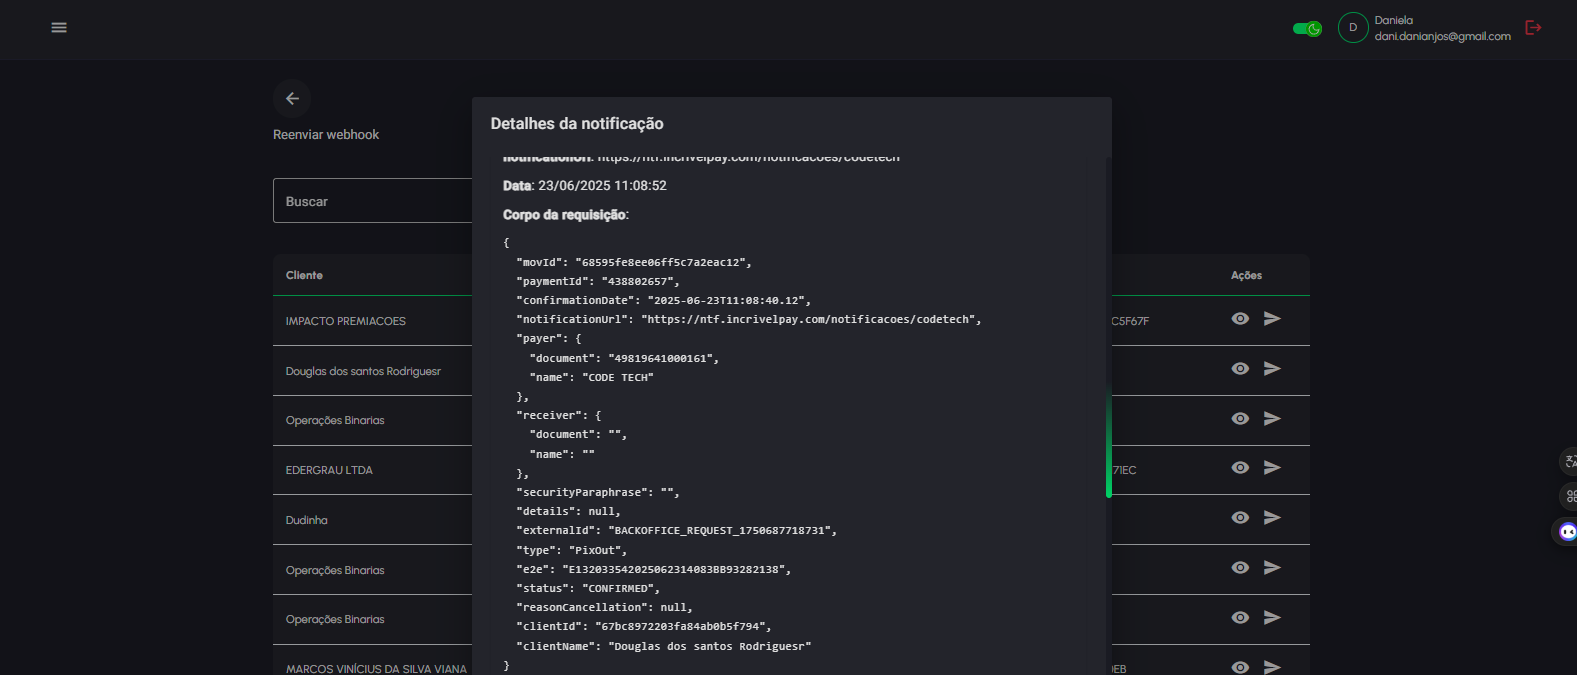 Daniela
D
dani.danianjos@gmail.com
Reenviar webhook
Buscar
Cliente
Ações
IMPACTO PREMIACOES
C5F67F
Douglas dos santos Rodriguesr
Operações Binarias
EDERGRAU LTDA
71EC
Dudinha
Operações Binarias
Operações Binarias
MARCOS VINÍCIUS DA SILVA VIANA
Detalhes da notificação
notificationUrl: https://ntf.incrivelpay.com/notificacoes/codetech
Data: 23/06/2025 11:08:52
Corpo da requisição:
{
"movId": "68595fe8ee06ff5c7a2eac12",
"paymentId": "438802657",
"confirmationDate": "2025-06-23T11:08:40.12",
"notificationUrl": "https://ntf.incrivelpay.com/notificacoes/codetech",
"payer": {
"document": "49819641000161",
"name": "CODE TECH"
},
"receiver": {
"document": "",
"name": ""
},
"securityParaphrase": "",
"details": null,
"externalId": "BACKOFFICE_REQUEST_1750687718731",
"type": "PixOut",
"e2e": "E132033542025062314083BB93282138",
"status": "CONFIRMED",
"reasonCancellation": null,
"clientId": "67bc8972203fa84ab0b5f794",
"clientName": "Douglas dos santos Rodriguesr"
}